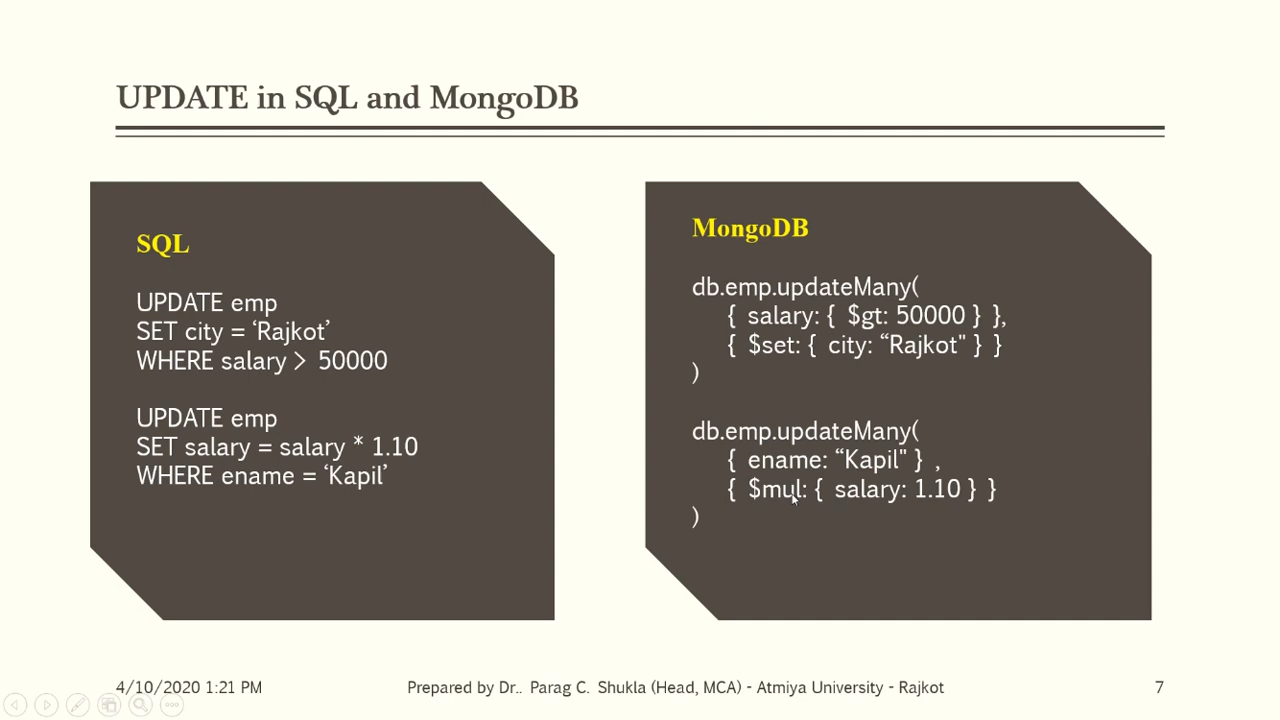 UPDATE in SQL and MongoDB
SQL
UPDATE emp
SET city = ‘Rajkot’
WHERE salary > 50000
UPDATE emp
SET salary = salary * 1.10
WHERE ename = ‘Kapil’
MongoDB
db.emp.updateMany(
{ salary: { $gt: 50000 } },
{ $set: { city: “Rajkot" } }
)
db.emp.updateMany(
{ ename: “Kapil" } ,
{ $mul: { salary: 1.10 } }
)
4/10/2020 1:21 PM
Prepared by Dr.. Parag C. Shukla (Head, MCA) - Atmiya University - Rajkot
7